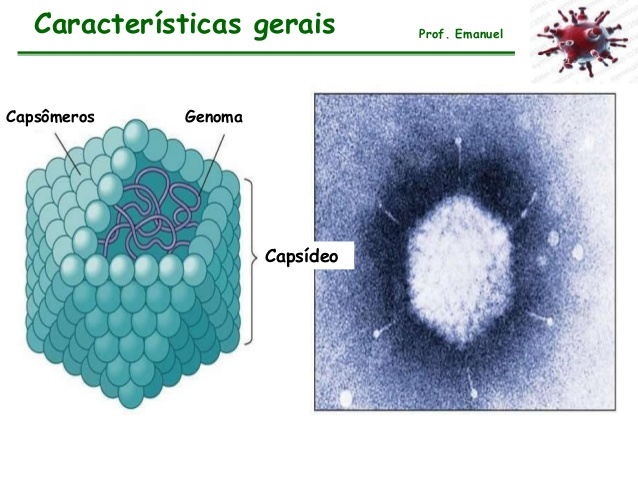 Características gerais
Prof. Emanuel
Capsômeros
Genoma
Capsídeo